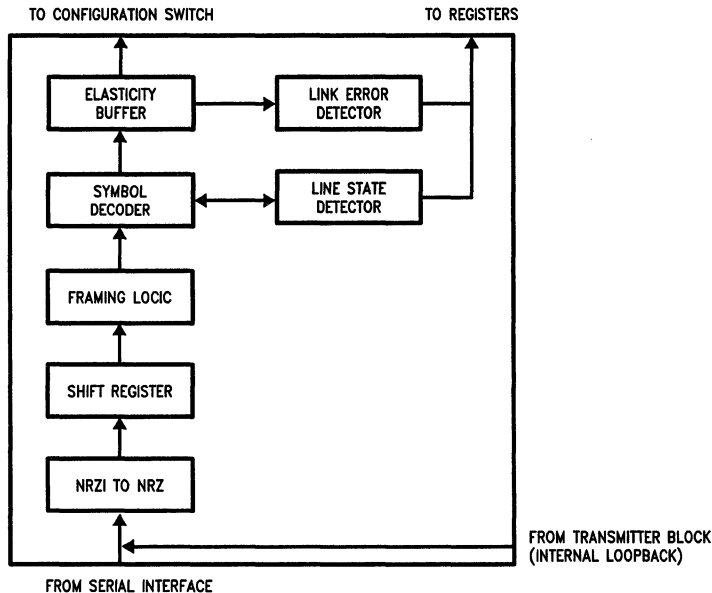 TO CONFIGURATION SWITCH
TO REGISTERS
ELASTICITY
BUFFER
LINK ERROR
DETECTOR
SYMBOL
DECODER
LINE STATE
DETECTOR
FRAMING LOCIC
SHIFT REGISTER
NRZI TO NRZ
FROM TRANSMITTER BLOCK
(INTERNAL LOOPBACK)
FROM SERIAL INTERFACE